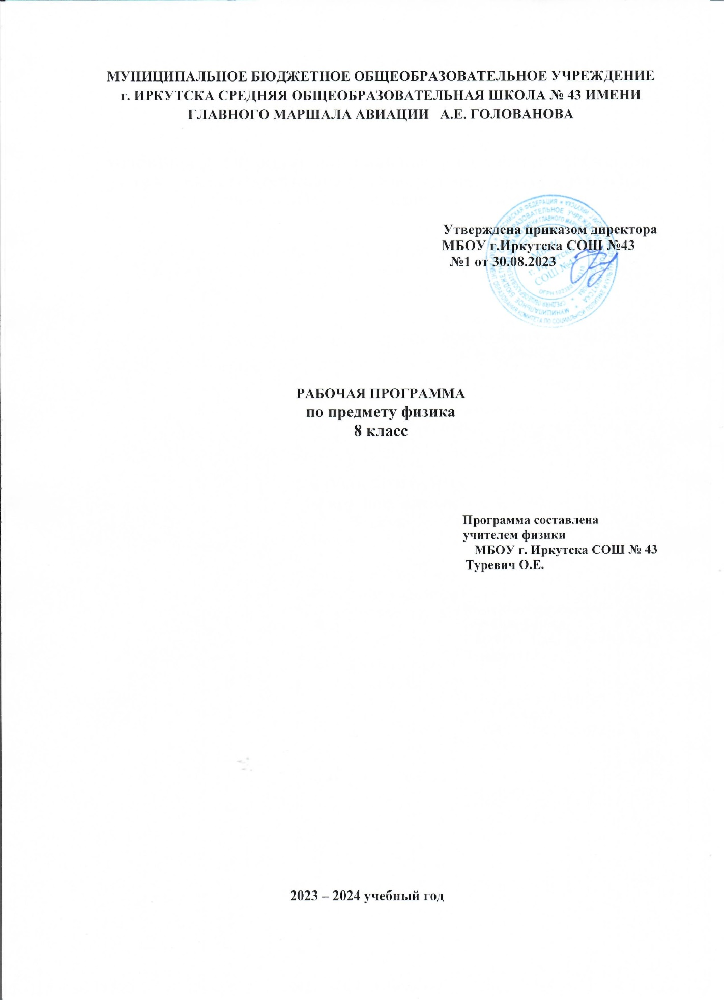 МУНИЦИПАЛЬНОЕ БЮДЖЕТНОЕ ОБЩЕОБРАЗОВАТЕЛЬНОЕ УЧРЕЖДЕНИЕ
г. ИРКУТСКА СРЕДНЯЯ ОБЩЕОБРАЗОВАТЕЛЬНАЯ ШКОЛА № 43 ИМЕНИ
ГЛАВНОГО МАРШАЛА АВИАЦИИ А.Е. ГОЛОВАНОВА
Утверждена приказом директора
МБОУ г.Иркутска СОШ №43
№1 от 30.08.2023
РАБОЧАЯ ПРОГРАММА
по предмету физика
8 класс
Программа составлена
учителем физики
МБОУ г. Иркутска СОШ № 43
Туревич О.Е.
2023 – 2024 учебный год